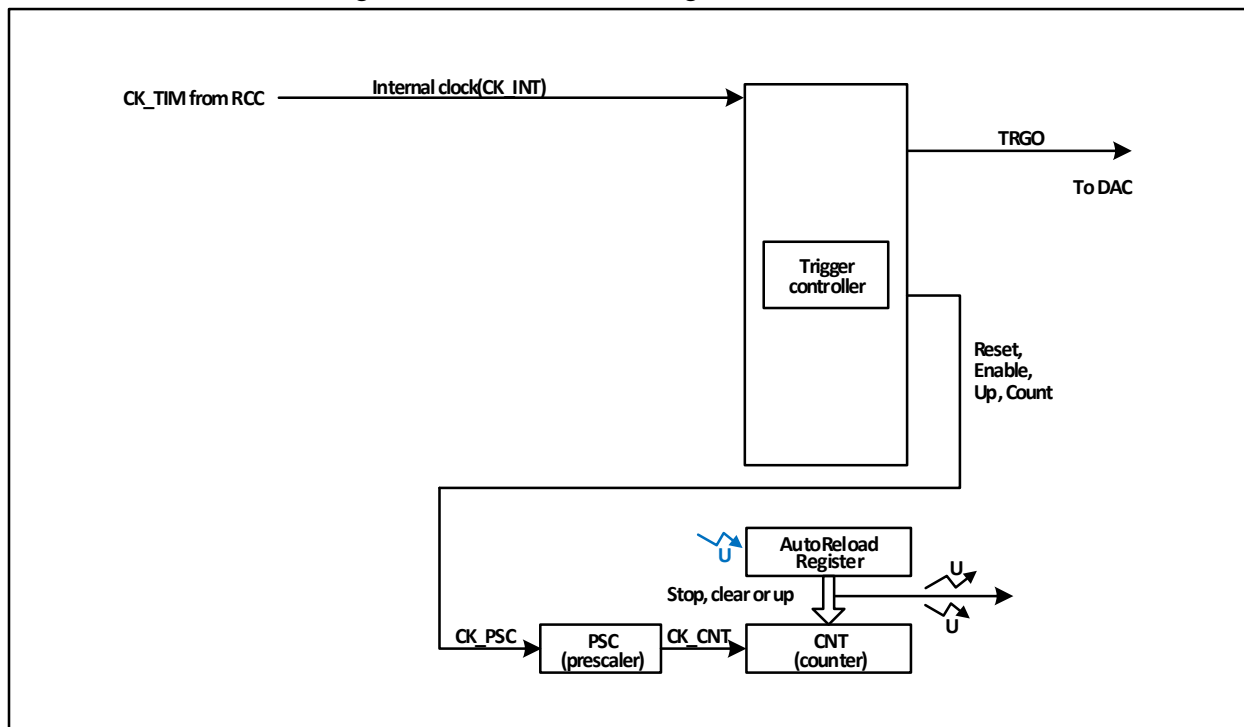 Internal clock(CK_INT)
CK_TIM from RCC
TRGO
To DAC
Trigger
controller
Reset,
Enable,
Up, Count
U
AutoReload
Register
Stop, clear or up
U
U
CK_PSC
PSC
(prescaler)
CK_CNT
CNT
(counter)